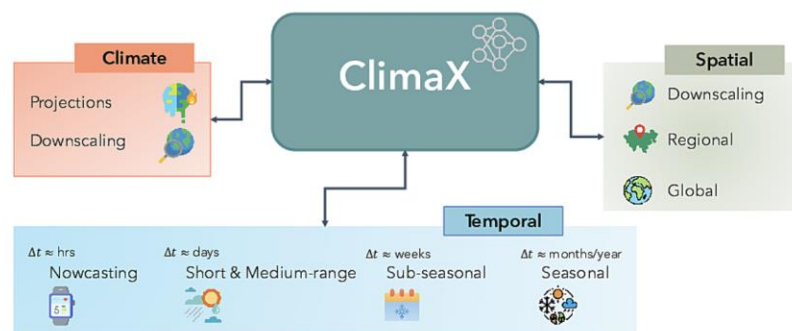 ClimaX
Climate
Projections
Downscaling
Spatial
Downscaling
Regional
Global
Temporal
Δt ≈ hrs
Nowcasting
Δt ≈ days
Short & Medium-range
Δt ≈ weeks
Sub-seasonal
Δt ≈ months/year
Seasonal